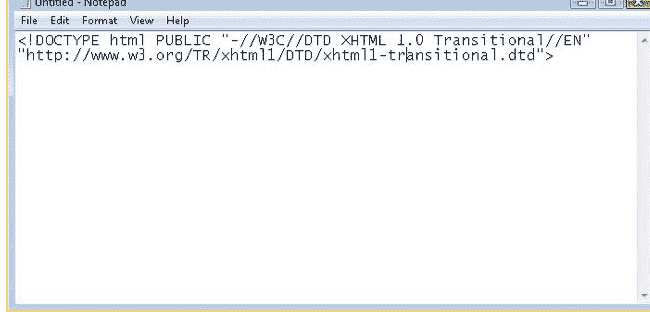 Untitled - Notepad
File Edit Format View Help
<!DOCTYPE html PUBLIC "-//W3C//DTD XHTML 1.0 Transitional//EN"
"http://www.w3.org/TR/xhtml1/DTD/xhtml1-transitional.dtd">